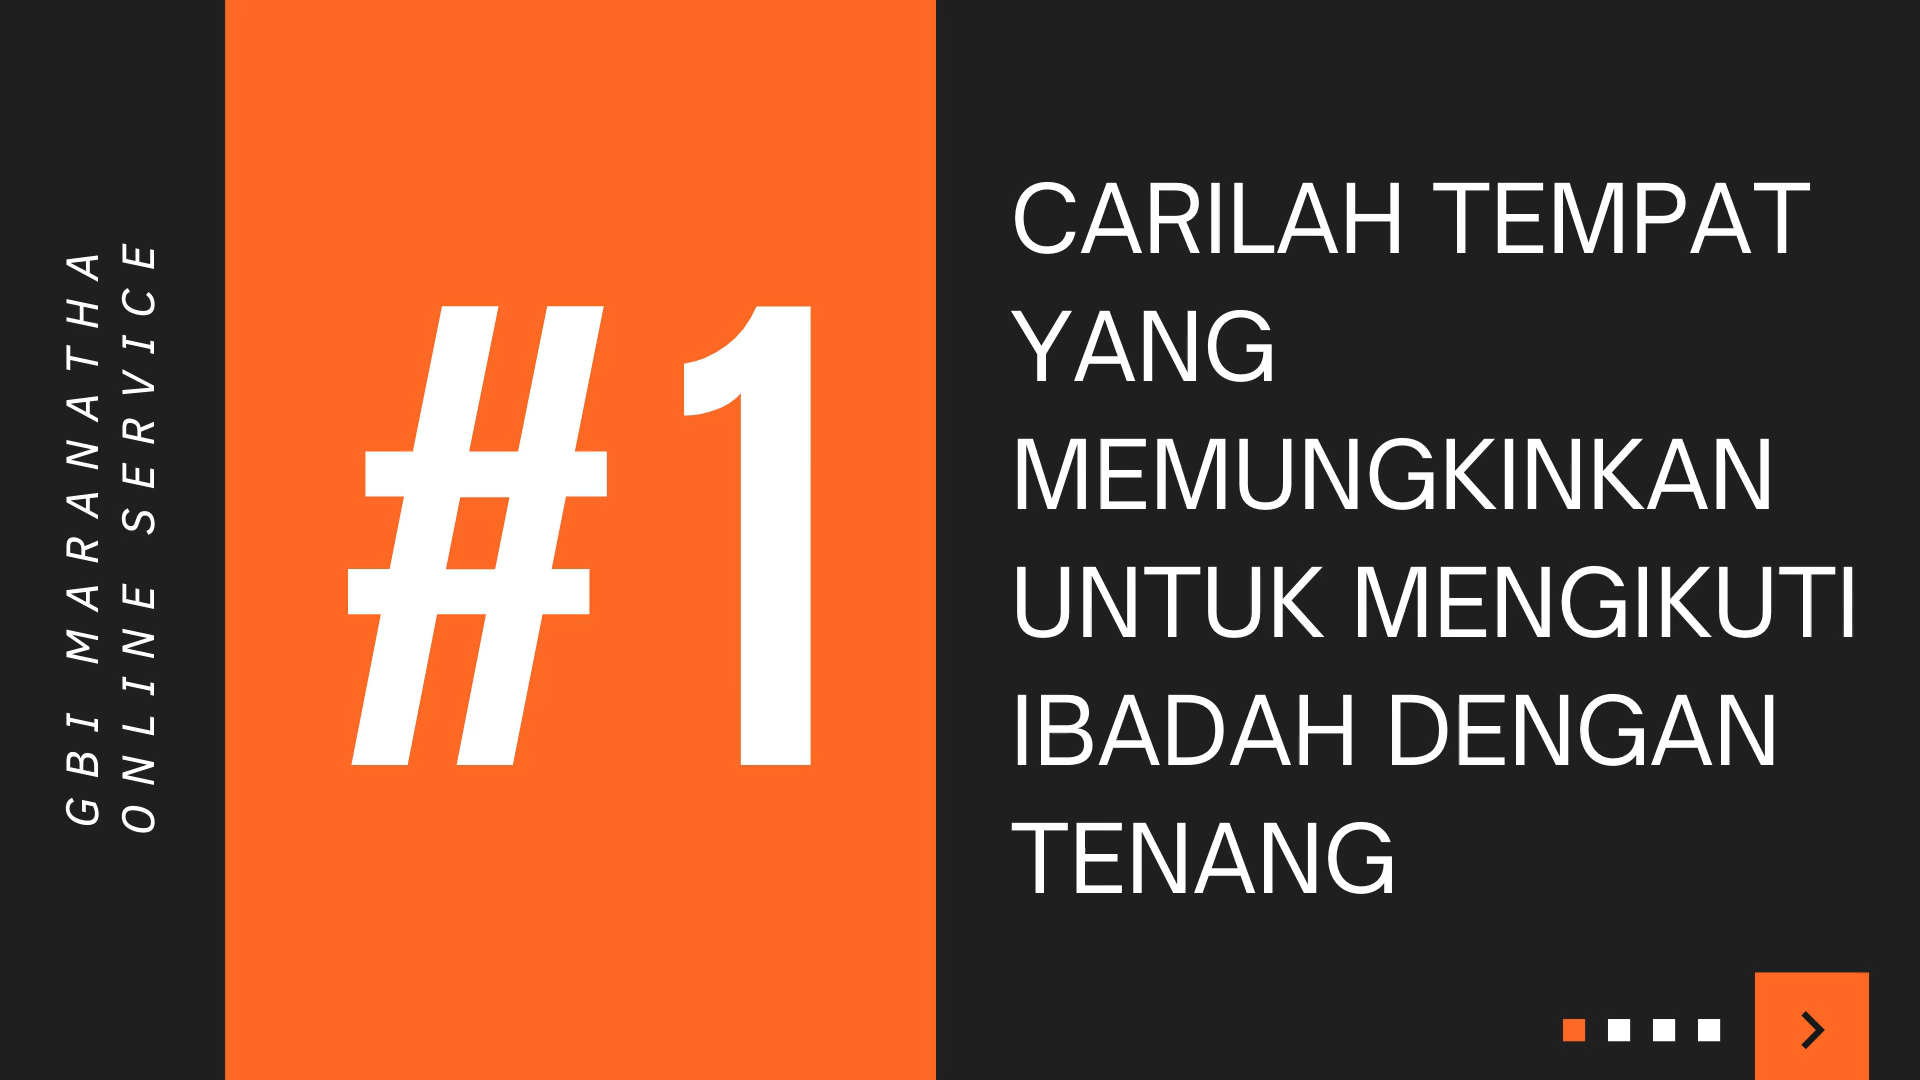 GBI MARANATHA
ONLINE SERVICE
#1
CARILAH TEMPAT
YANG
MEMUNGKINKAN
UNTUK MENGIKUTI
IBADAH DENGAN
TENANG